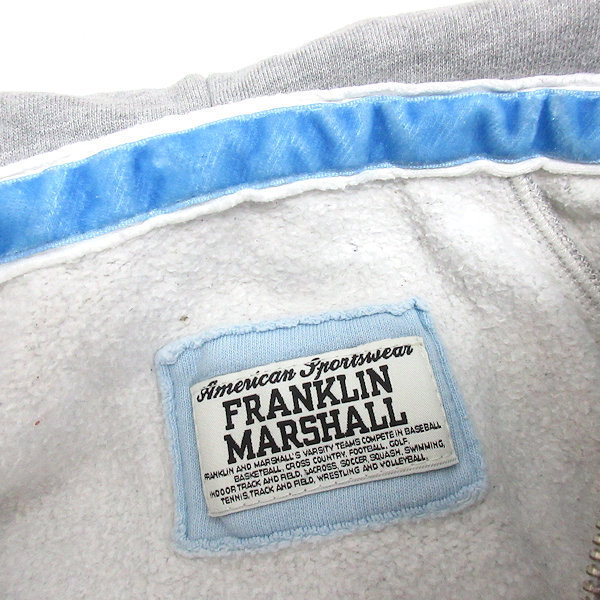 American Sportswear
FRANKLIN
MARSHALL
FRANKLIN AND MARSHALL'S VARSITY TEAMS COMPETE IN BASEBALL
BASKETBALL, CROSS COUNTRY, FOOTBALL, GOLF,
INDOOR TRACK AND FIELD, LACROSS, SOCCER, SQUASH, SWIMMING,
TENNIS, TRACK AND FIELD, WRESTLING AND VOLLEYBALL.